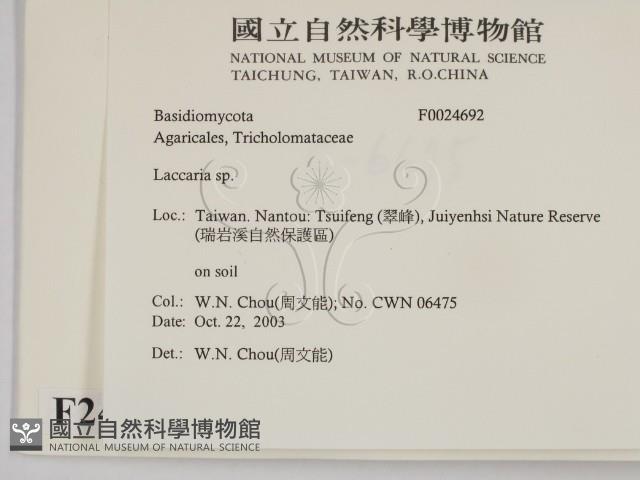 國立自然科學博物館
NATIONAL MUSEUM OF NATURAL SCIENCE
TAICHUNG, TAIWAN, R.O.CHINA
Basidiomycota F0024692
Agaricales, Tricholomataceae
Laccaria sp.
Loc.: Taiwan. Nantou: Tsuifeng (翠峰), Juiyenhsi Nature Reserve
(瑞岩溪自然保護區)
on soil
Col.: W.N. Chou(周文能); No. CWN 06475
Date: Oct. 22, 2003
Det.: W.N. Chou(周文能)
國立自然科學博物館
NATIONAL MUSEUM OF NATURAL SCIENCE